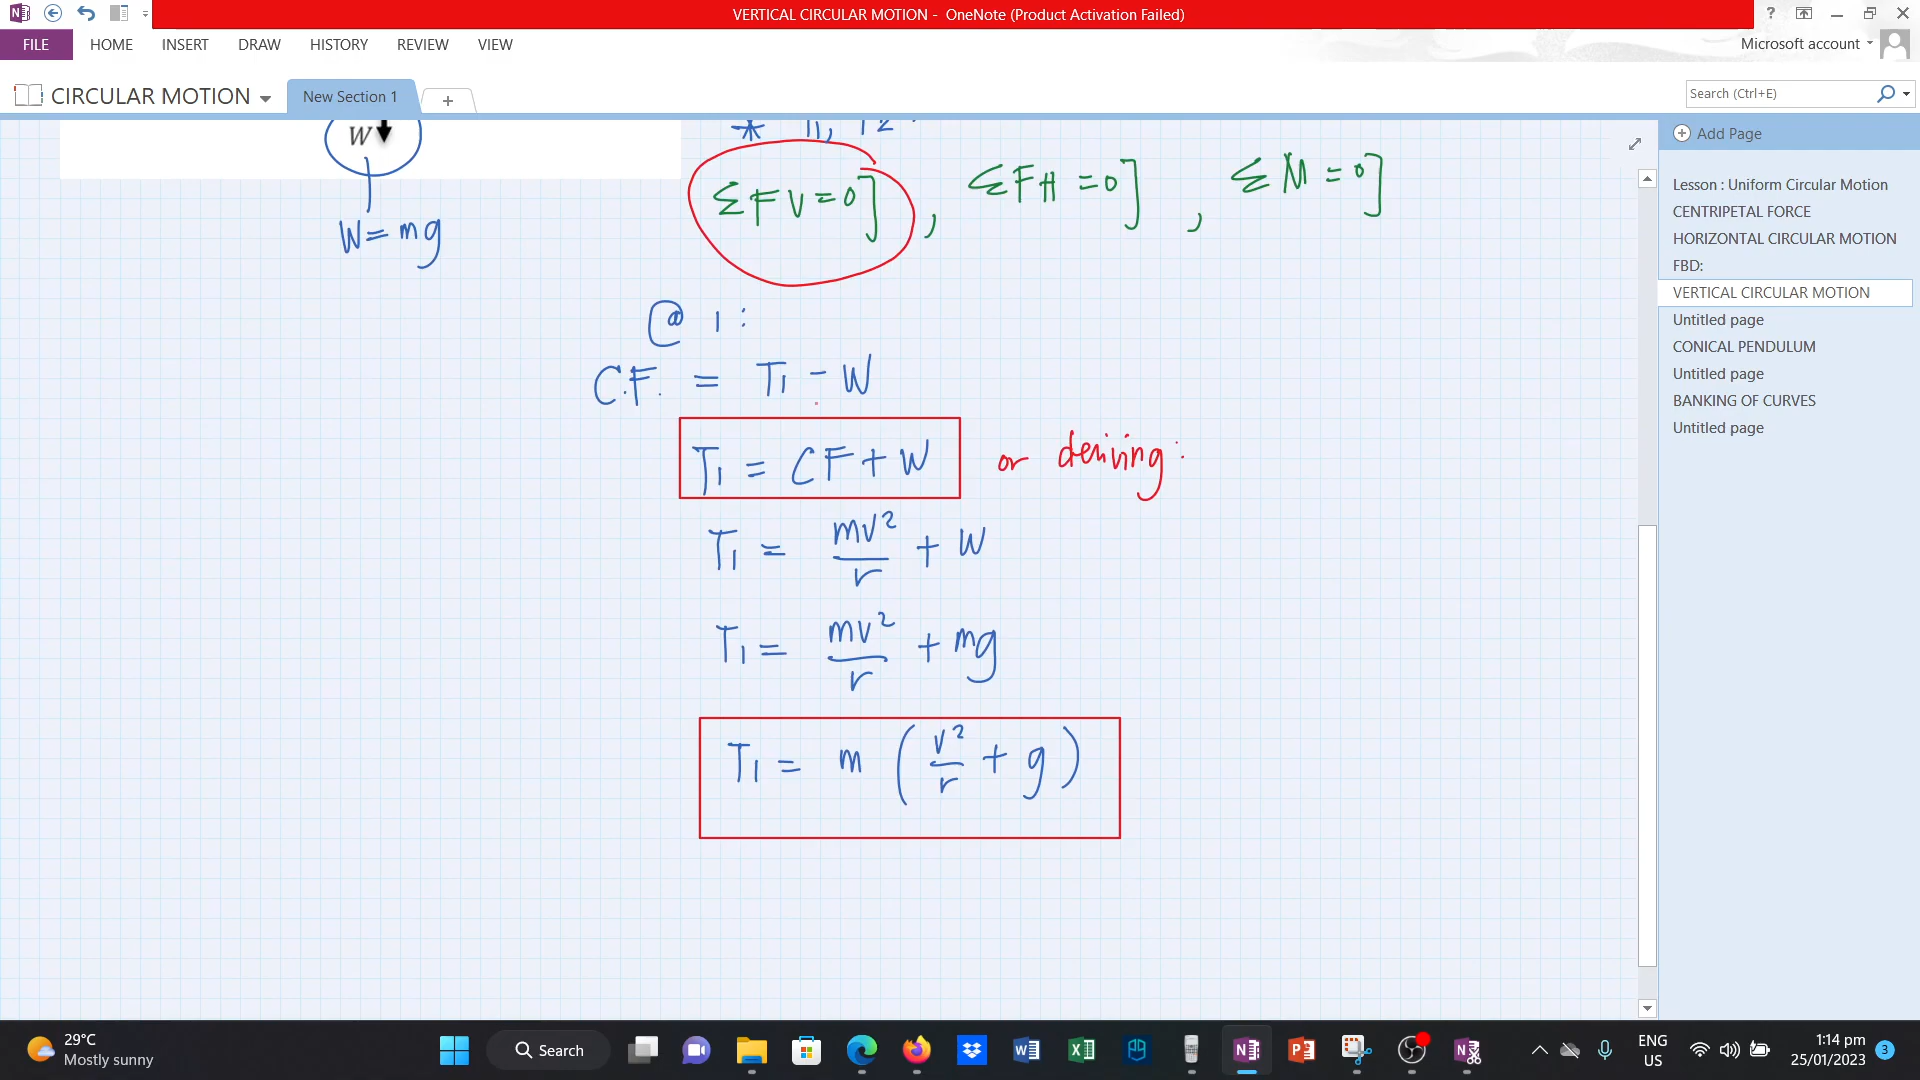 VERTICAL CIRCULAR MOTION - OneNote (Product Activation Failed)
?
FILE HOME INSERT DRAW HISTORY REVIEW VIEW
Microsoft account
CIRCULAR MOTION
New Section 1
+
Search (Ctrl+E)
Add Page
Lesson : Uniform Circular Motion
CENTRIPETAL FORCE
HORIZONTAL CIRCULAR MOTION
FBD:
VERTICAL CIRCULAR MOTION
Untitled page
CONICAL PENDULUM
Untitled page
BANKING OF CURVES
Untitled page
W
W = mg
ΣFV=0] , ΣFH=0] , ΣM=0]
@ 1 :
C.F. = T1 - W
T1 = CF + W or deriving:
T1 = mv²/r + W
T1 = mv²/r + mg
T1 = m (v²/r + g)
29°C
Mostly sunny
Search
ENG
US
1:14 pm
25/01/2023
3